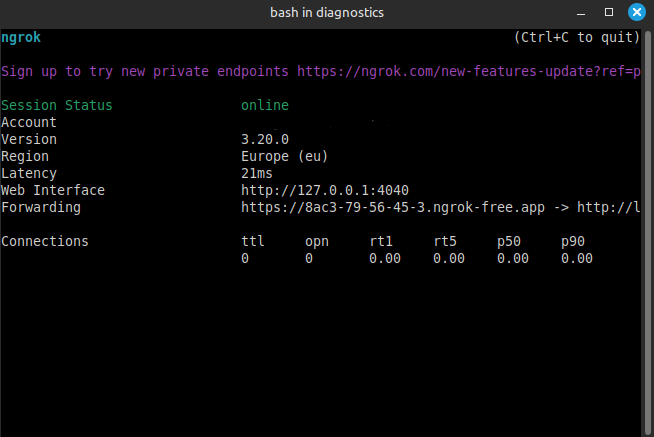 bash in diagnostics
ngrok (Ctrl+C to quit)
Sign up to try new private endpoints https://ngrok.com/new-features-update?ref=p
Session Status online
Account
Version 3.20.0
Region Europe (eu)
Latency 21ms
Web Interface http://127.0.0.1:4040
Forwarding https://8ac3-79-56-45-3.ngrok-free.app -> http://l
Connections ttl opn rt1 rt5 p50 p90
0 0 0.00 0.00 0.00 0.00